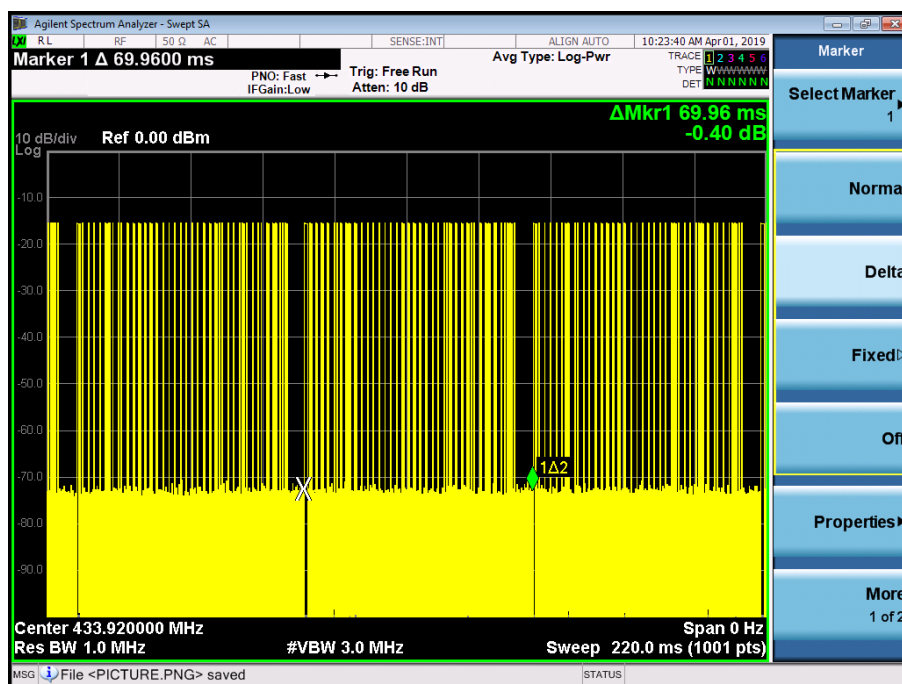 Agilent Spectrum Analyzer - Swept SA
LXI RL RF 50 Ω AC SENSE:INT ALIGN AUTO 10:23:40 AM Apr 01, 2019
Marker 1 Δ 69.9600 ms
PNO: Fast
IFGain:Low
Trig: Free Run
Atten: 10 dB
Avg Type: Log-Pwr
TRACE 1 2 3 4 5 6
TYPE WWWWWW
DET N N N N N N
ΔMkr1 69.96 ms
-0.40 dB
10 dB/div Ref 0.00 dBm
Log
-10.0
-20.0
-30.0
-40.0
-50.0
-60.0
-70.0
-80.0
-90.0
1Δ2
Center 433.920000 MHz Span 0 Hz
Res BW 1.0 MHz #VBW 3.0 MHz Sweep 220.0 ms (1001 pts)
MSG File <PICTURE.PNG> saved STATUS
Marker
Select Marker
1
Norma
Delta
Fixed
Off
Properties
More
1 of 2